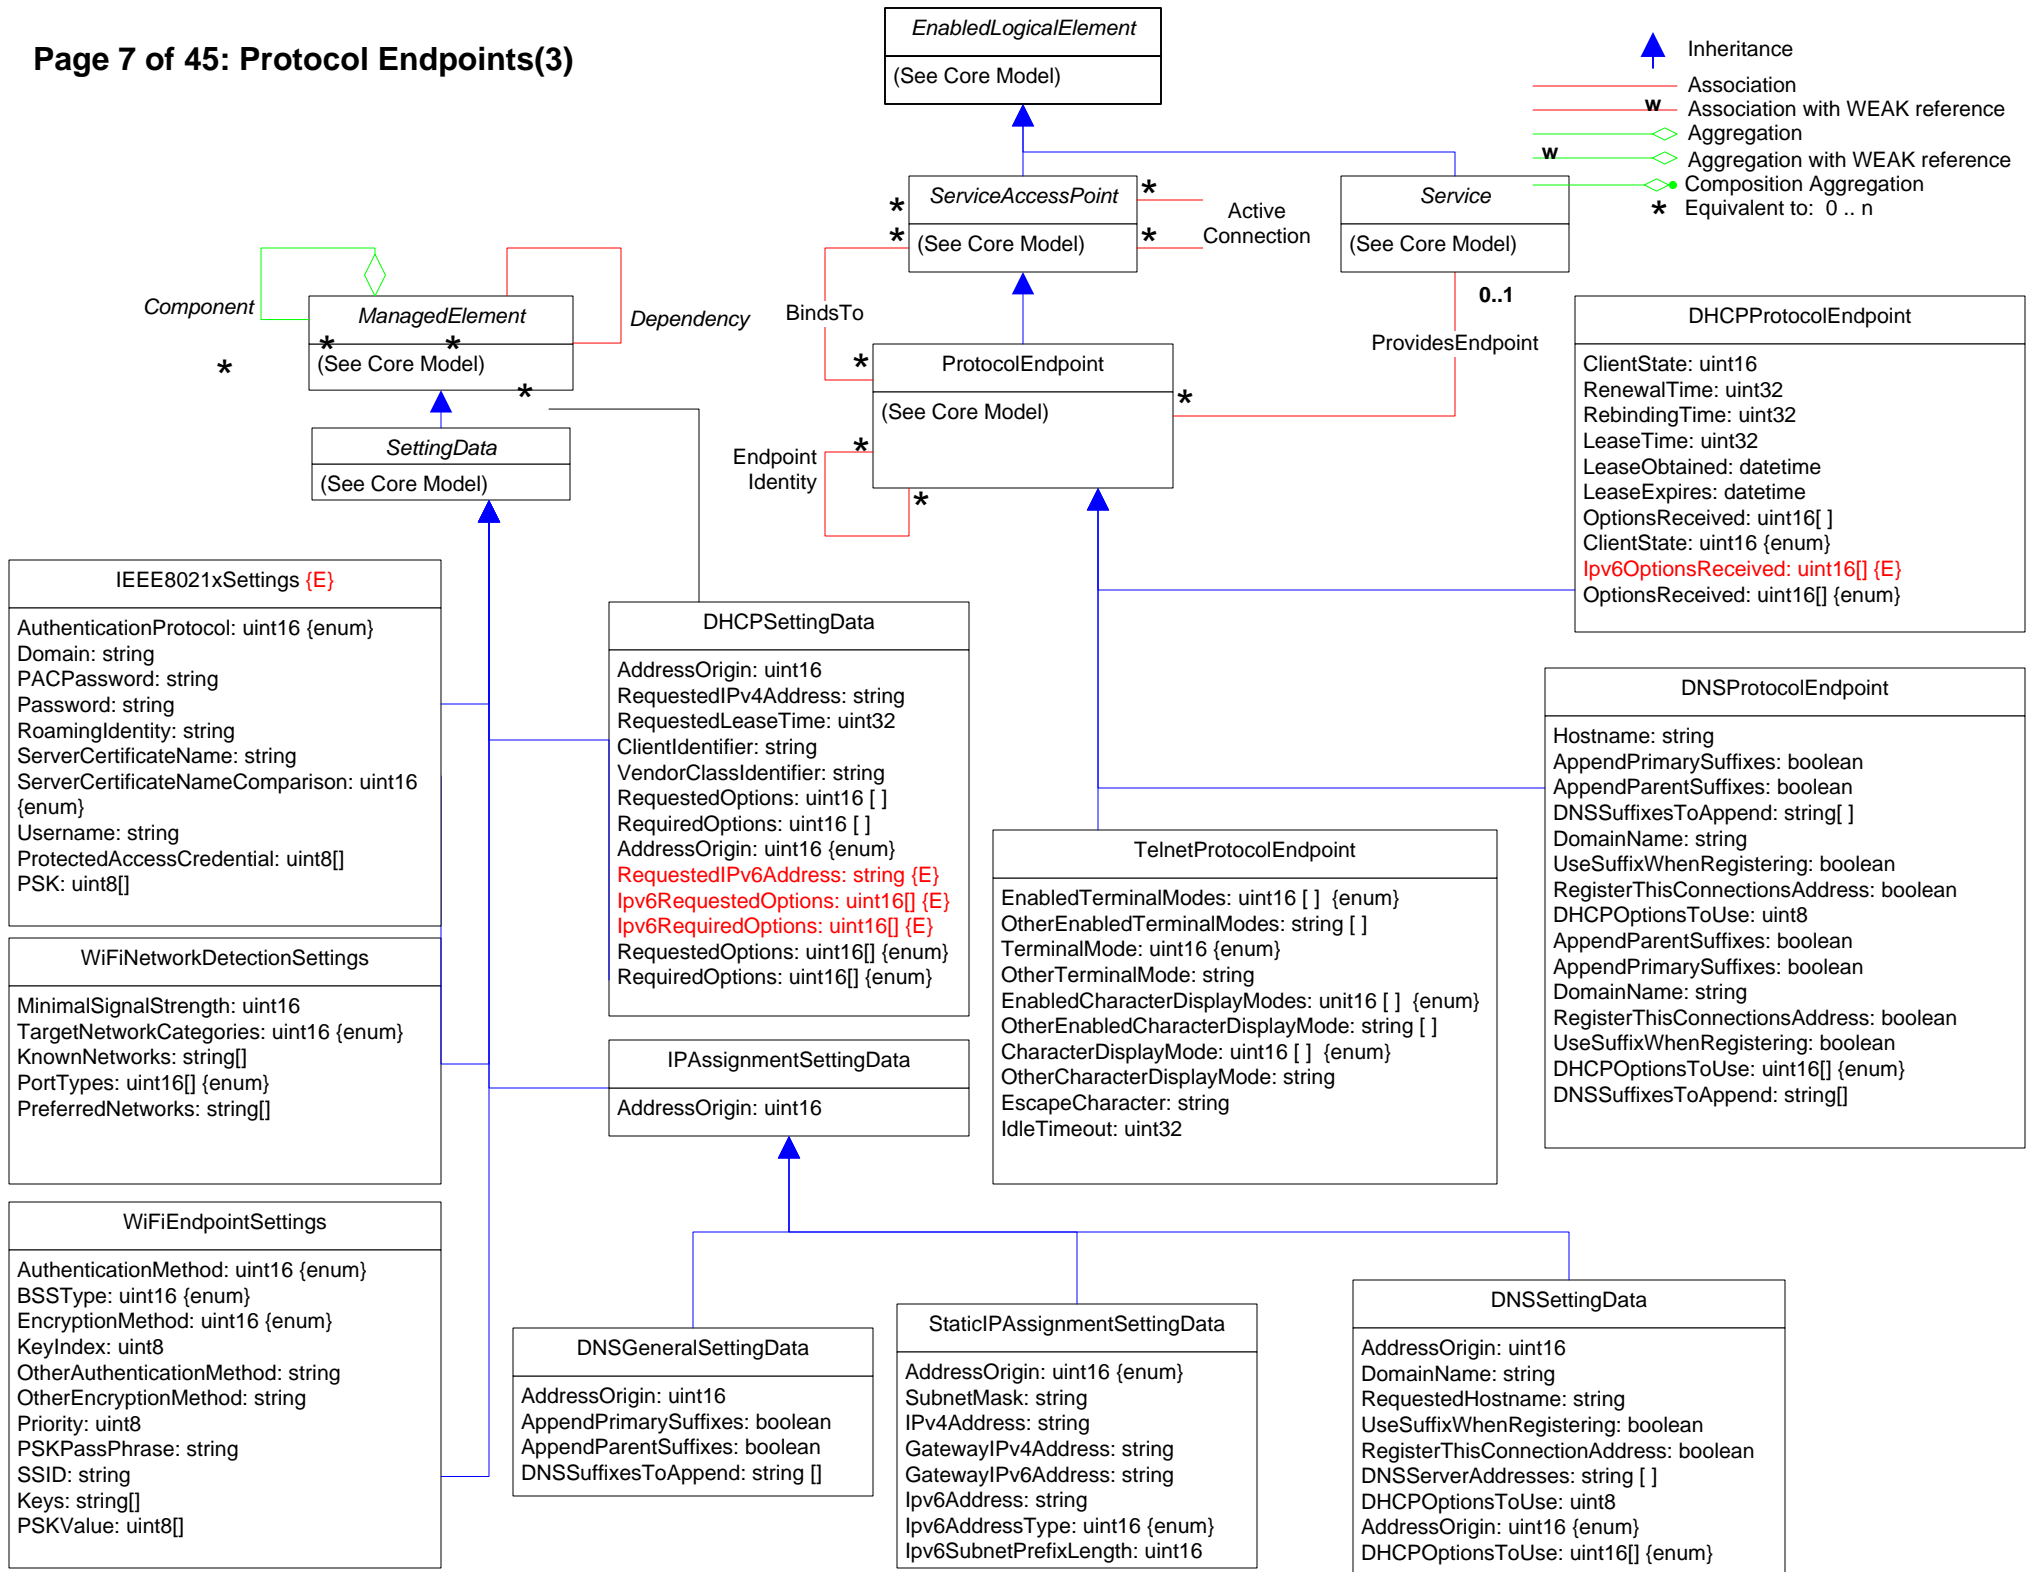 Page 7 of 45: Protocol Endpoints(3)
EnabledLogicalElement
(See Core Model)
Inheritance
Association
w
Association with WEAK reference
Aggregation
w
Aggregation with WEAK reference
Composition Aggregation
* Equivalent to: 0 .. n
ServiceAccessPoint
(See Core Model)
*
*
*
*
Active
Connection
Service
(See Core Model)
0..1
ProvidesEndpoint
*
Component
ManagedElement
* *
(See Core Model)
*
*
Dependency
BindsTo
*
ProtocolEndpoint
(See Core Model)
*
*
Endpoint
Identity
SettingData
(See Core Model)
DHCPProtocolEndpoint
ClientState: uint16
RenewalTime: uint32
RebindingTime: uint32
LeaseTime: uint32
LeaseObtained: datetime
LeaseExpires: datetime
OptionsReceived: uint16[ ]
ClientState: uint16 {enum}
Ipv6OptionsReceived: uint16[] {E}
OptionsReceived: uint16[] {enum}
IEEE8021xSettings {E}
AuthenticationProtocol: uint16 {enum}
Domain: string
PACPassword: string
Password: string
RoamingIdentity: string
ServerCertificateName: string
ServerCertificateNameComparison: uint16
{enum}
Username: string
ProtectedAccessCredential: uint8[]
PSK: uint8[]
DHCPSettingData
AddressOrigin: uint16
RequestedIPv4Address: string
RequestedLeaseTime: uint32
ClientIdentifier: string
VendorClassIdentifier: string
RequestedOptions: uint16 [ ]
RequiredOptions: uint16 [ ]
AddressOrigin: uint16 {enum}
RequestedIPv6Address: string {E}
Ipv6RequestedOptions: uint16[] {E}
Ipv6RequiredOptions: uint16[] {E}
RequestedOptions: uint16[] {enum}
RequiredOptions: uint16[] {enum}
DNSProtocolEndpoint
Hostname: string
AppendPrimarySuffixes: boolean
AppendParentSuffixes: boolean
DNSSuffixesToAppend: string[ ]
DomainName: string
UseSuffixWhenRegistering: boolean
RegisterThisConnectionsAddress: boolean
DHCPOptionsToUse: uint8
AppendParentSuffixes: boolean
AppendPrimarySuffixes: boolean
DomainName: string
RegisterThisConnectionsAddress: boolean
UseSuffixWhenRegistering: boolean
DHCPOptionsToUse: uint16[] {enum}
DNSSuffixesToAppend: string[]
TelnetProtocolEndpoint
EnabledTerminalModes: uint16 [ ] {enum}
OtherEnabledTerminalModes: string [ ]
TerminalMode: uint16 {enum}
OtherTerminalMode: string
EnabledCharacterDisplayModes: unit16 [ ] {enum}
OtherEnabledCharacterDisplayMode: string [ ]
CharacterDisplayMode: uint16 [ ] {enum}
OtherCharacterDisplayMode: string
EscapeCharacter: string
IdleTimeout: uint32
WiFiNetworkDetectionSettings
MinimalSignalStrength: uint16
TargetNetworkCategories: uint16 {enum}
KnownNetworks: string[]
PortTypes: uint16[] {enum}
PreferredNetworks: string[]
IPAssignmentSettingData
AddressOrigin: uint16
WiFiEndpointSettings
AuthenticationMethod: uint16 {enum}
BSSType: uint16 {enum}
EncryptionMethod: uint16 {enum}
KeyIndex: uint8
OtherAuthenticationMethod: string
OtherEncryptionMethod: string
Priority: uint8
PSKPassPhrase: string
SSID: string
Keys: string[]
PSKValue: uint8[]
DNSGeneralSettingData
AddressOrigin: uint16
AppendPrimarySuffixes: boolean
AppendParentSuffixes: boolean
DNSSuffixesToAppend: string []
StaticIPAssignmentSettingData
AddressOrigin: uint16 {enum}
SubnetMask: string
IPv4Address: string
GatewayIPv4Address: string
GatewayIPv6Address: string
Ipv6Address: string
Ipv6AddressType: uint16 {enum}
Ipv6SubnetPrefixLength: uint16
DNSSettingData
AddressOrigin: uint16
DomainName: string
RequestedHostname: string
UseSuffixWhenRegistering: boolean
RegisterThisConnectionAddress: boolean
DNSServerAddresses: string [ ]
DHCPOptionsToUse: uint8
AddressOrigin: uint16 {enum}
DHCPOptionsToUse: uint16[] {enum}